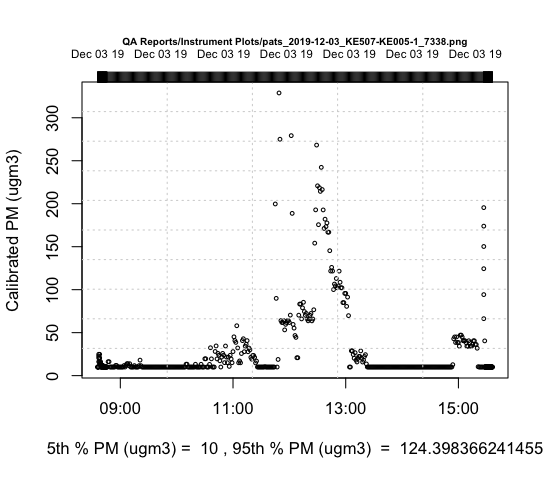 QA Reports/Instrument Plots/pats_2019-12-03_KE507-KE005-1_7338.png
Dec 03 19 Dec 03 19 Dec 03 19 Dec 03 19 Dec 03 19 Dec 03 19 Dec 03 19
Calibrated PM (ugm3)
300
250
200
150
100
50
0
09:00 11:00 13:00 15:00
5th % PM (ugm3) = 10 , 95th % PM (ugm3) = 124.398366241455